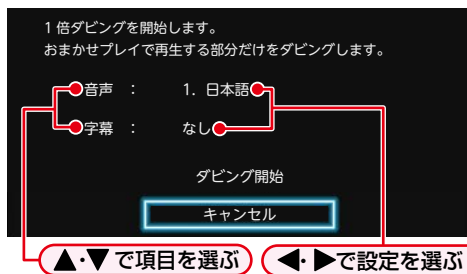 1倍ダビングを開始します。
おまかせプレイで再生する部分だけをダビングします。
音声 : 1. 日本語
字幕 : なし
ダビング開始
キャンセル
▲・▼で項目を選ぶ
◀・▶で設定を選ぶ